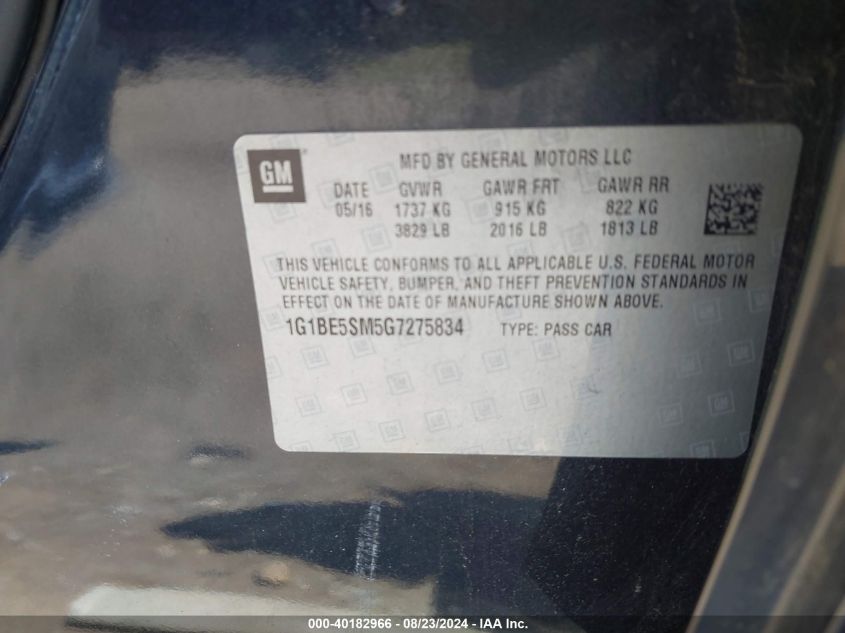 GM
MFD BY GENERAL MOTORS LLC
DATE GVWR GAWR FRT GAWR RR
05/16 1737 KG 915 KG 822 KG
3829 LB 2016 LB 1813 LB
THIS VEHICLE CONFORMS TO ALL APPLICABLE U.S. FEDERAL MOTOR
VEHICLE SAFETY, BUMPER, AND THEFT PREVENTION STANDARDS IN
EFFECT ON THE DATE OF MANUFACTURE SHOWN ABOVE.
1G1BE5SM5G7275834 TYPE: PASS CAR
000-40182966 - 08/23/2024 - IAA Inc.